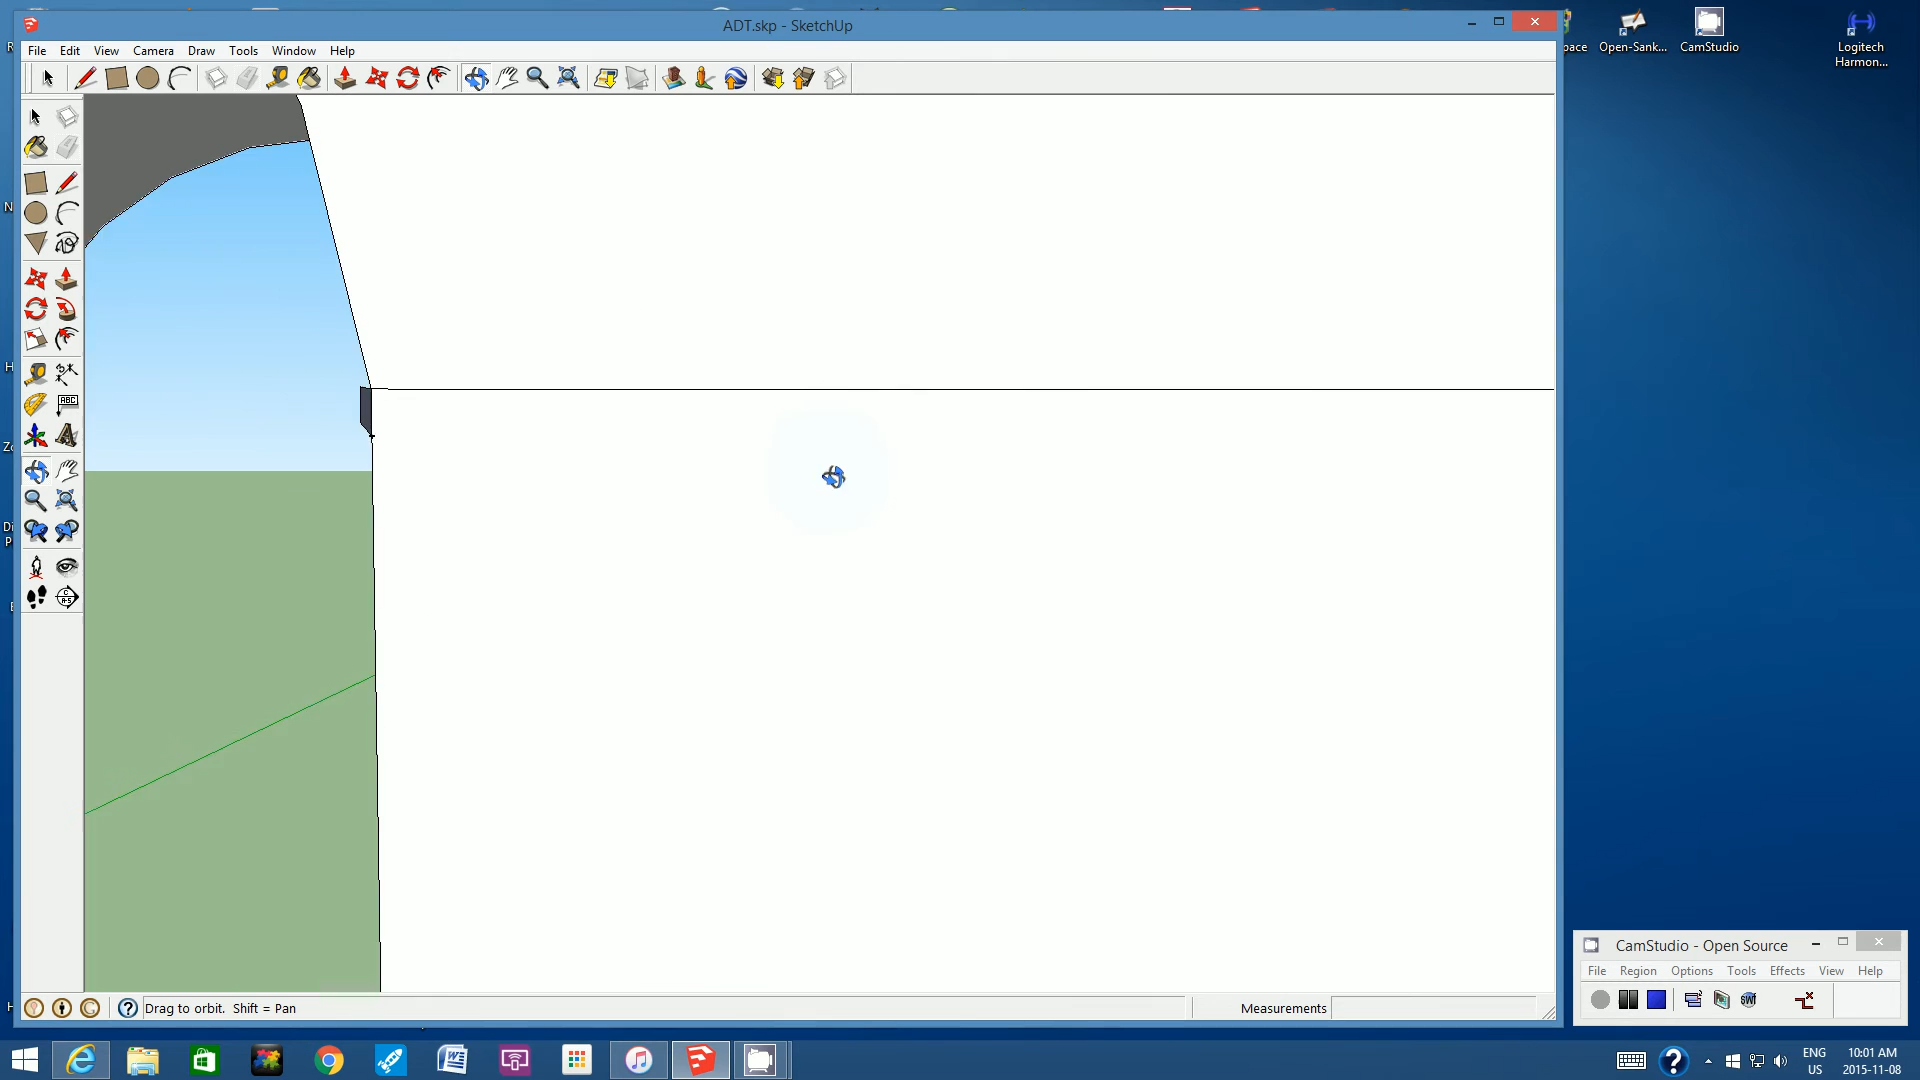 ADT.skp - SketchUp
File Edit View Camera Draw Tools Window Help
pace Open-Sank... CamStudio
Logitech
Harmon...
ABC
Drag to orbit. Shift = Pan
Measurements
CamStudio - Open Source
File Region Options Tools Effects View Help
ENG
US
10:01 AM
2015-11-08